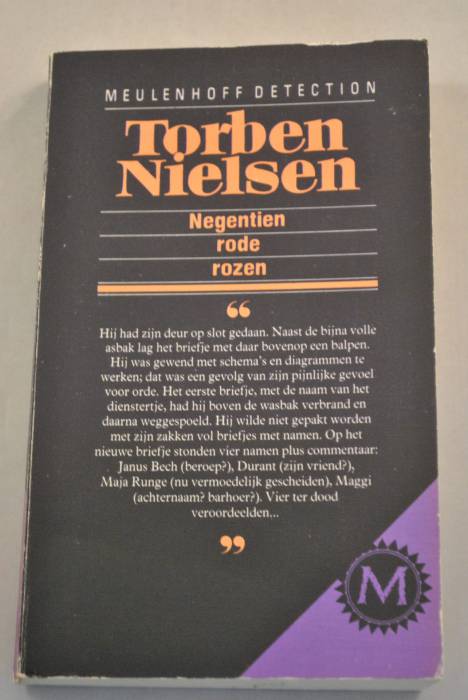 MEULENHOFF DETECTION
Torben
Nielsen
Negentien
rode
rozen
“
Hij had zijn deur op slot gedaan. Naast de bijna volle
asbak lag het briefje met daar bovenop een balpen.
Hij was gewend met schema's en diagrammen te
werken; dat was een gevolg van zijn pijnlijke gevoel
voor orde. Het eerste briefje, met de naam van het
dienstertje, had hij boven de wasbak verbrand en
daarna weggespoeld. Hij wilde niet gepakt worden
met zijn zakken vol briefjes met namen. Op het
nieuwe briefje stonden vier namen plus commentaar:
Janus Bech (beroep?), Durant (zijn vriend?),
Maja Runge (nu vermoedelijk gescheiden), Maggi
(achternaam? barhoer?). Vier ter dood
veroordeelden...
”
M